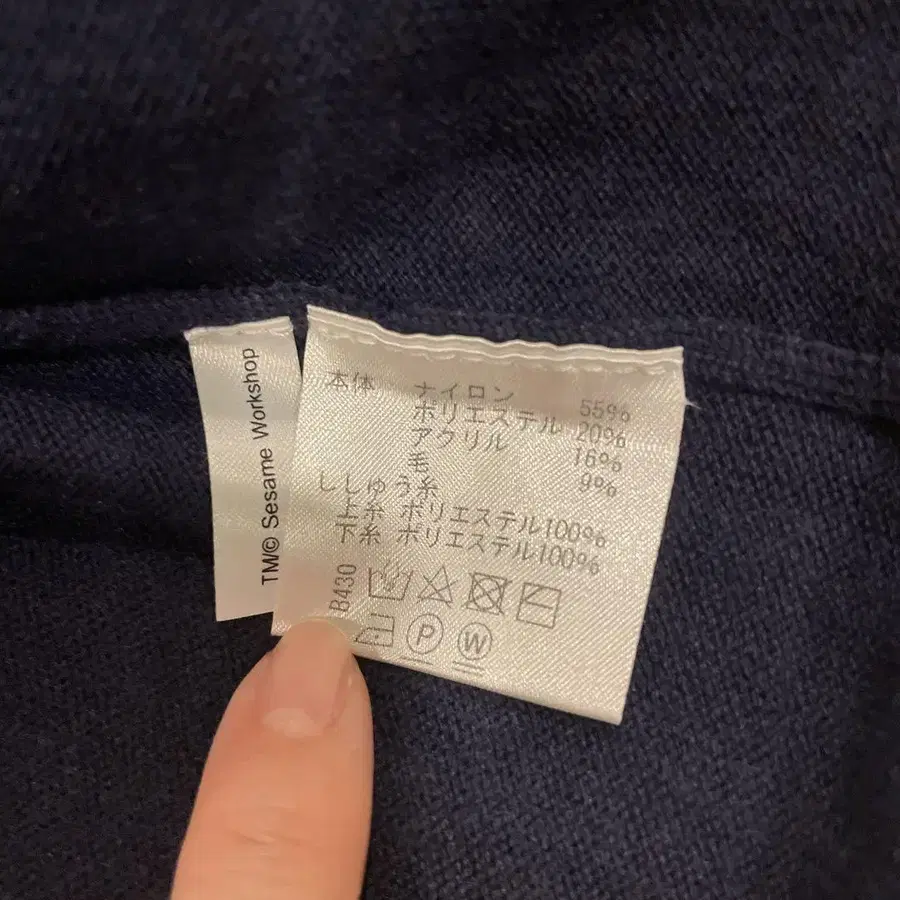 TM/© Sesame Workshop
本体 ナイロン 55%
ポリエステル 20%
アクリル 16%
毛 9%
ししゅう糸
上糸 ポリエステル100%
下糸 ポリエステル100%
B430
P W